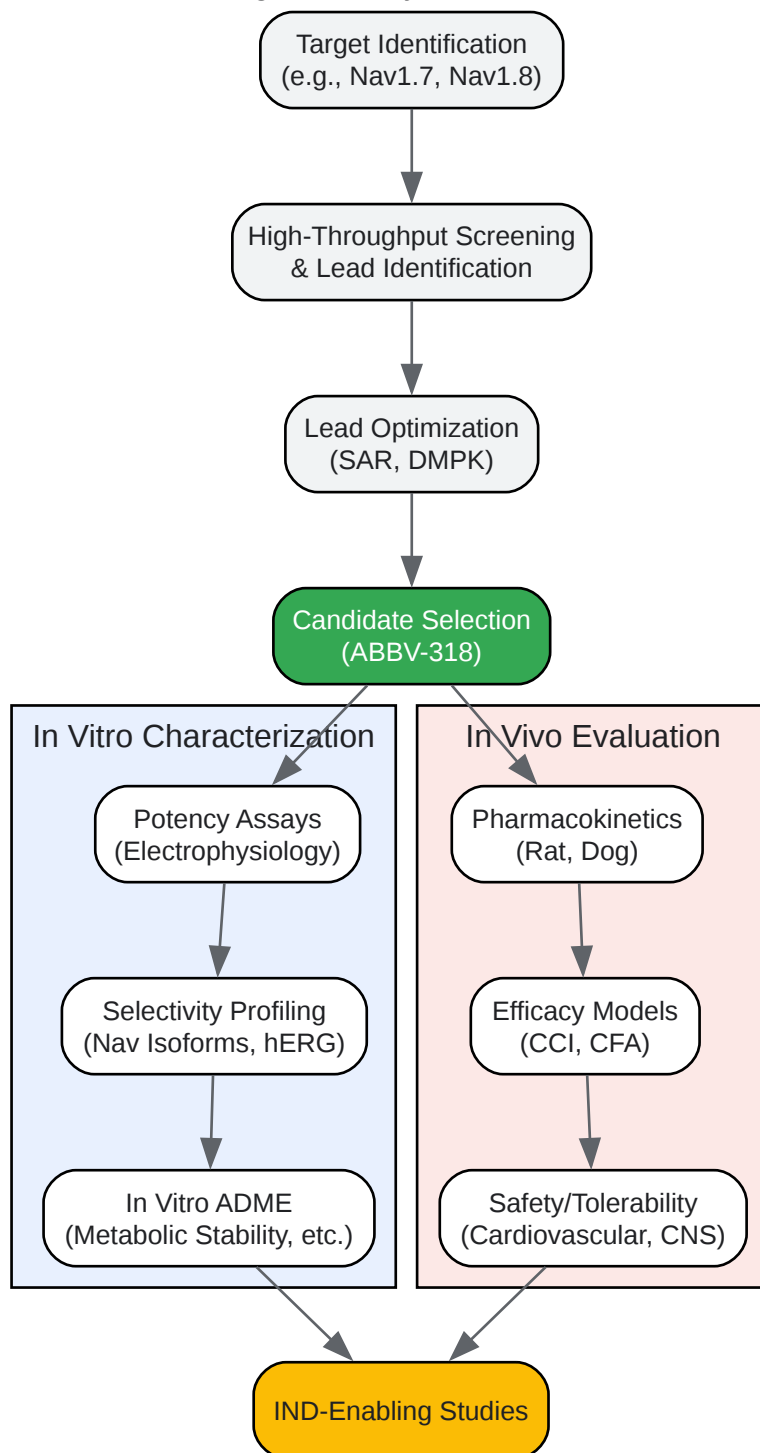 Target Identification
(e.g., Nav1.7, Nav1.8)
High-Throughput Screening
& Lead Identification
Lead Optimization
(SAR, DMPK)
Candidate Selection
(ABBV-318)
In Vitro Characterization
Potency Assays
(Electrophysiology)
Selectivity Profiling
(Nav Isoforms, hERG)
In Vitro ADME
(Metabolic Stability, etc.)
In Vivo Evaluation
Pharmacokinetics
(Rat, Dog)
Efficacy Models
(CCI, CFA)
Safety/Tolerability
(Cardiovascular, CNS)
IND-Enabling Studies